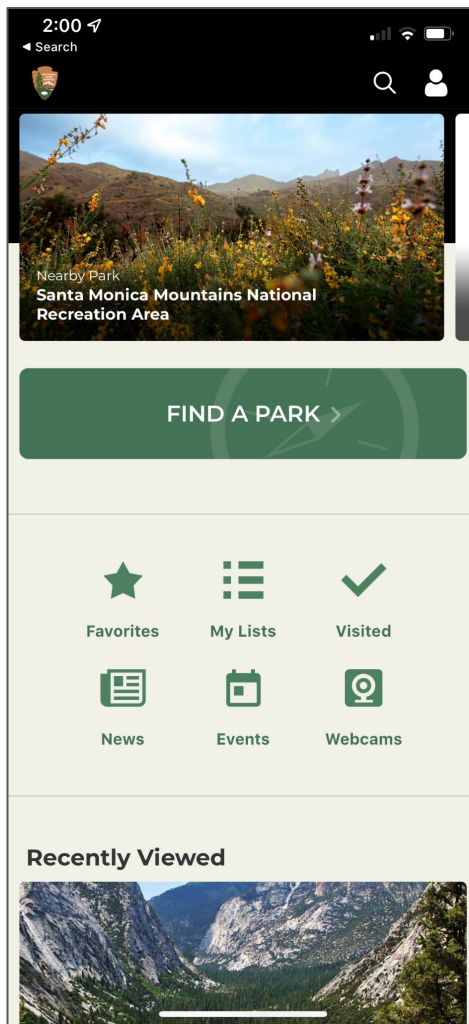 2:00
Search
Nearby Park
Santa Monica Mountains National
Recreation Area
FIND A PARK
Favorites
My Lists
Visited
News
Events
Webcams
Recently Viewed